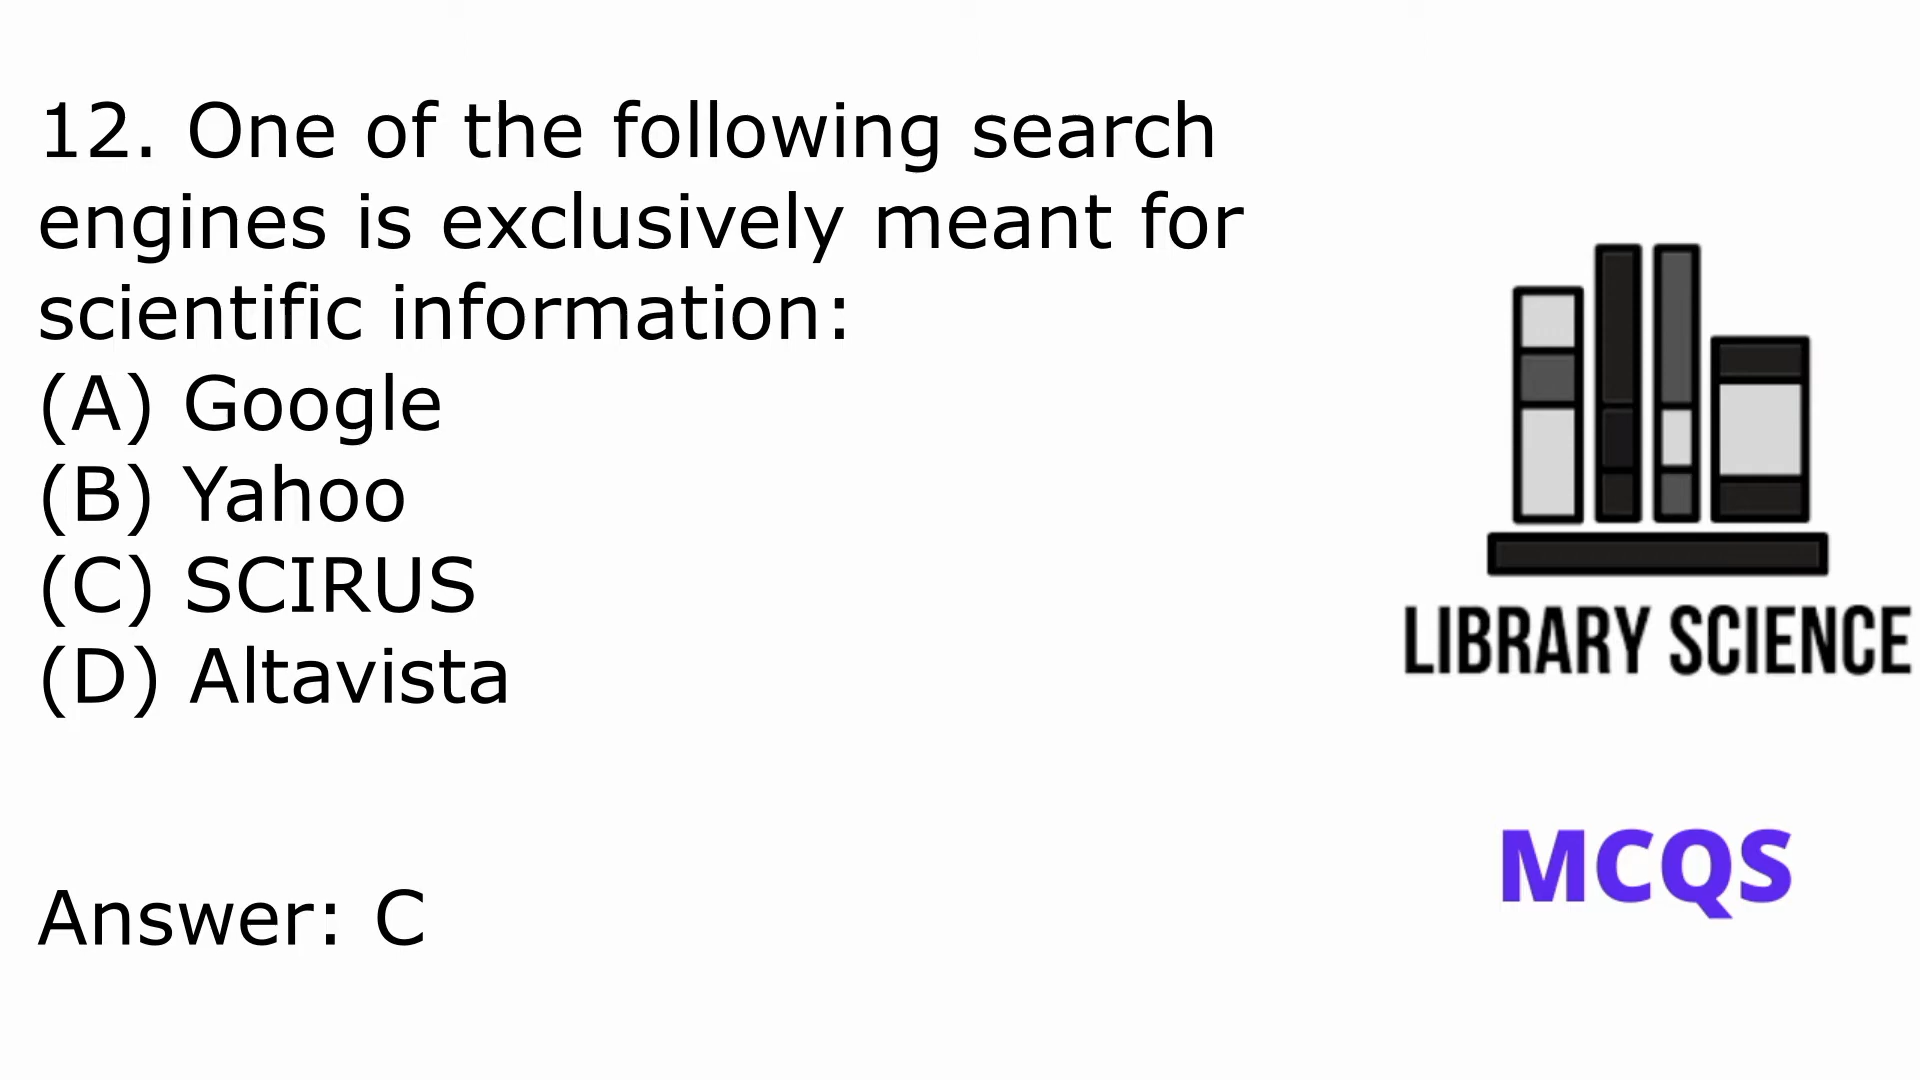 12. One of the following search
engines is exclusively meant for
scientific information:
(A) Google
(B) Yahoo
(C) SCIRUS
(D) Altavista
Answer: C
LIBRARY SCIENCE
MCQS